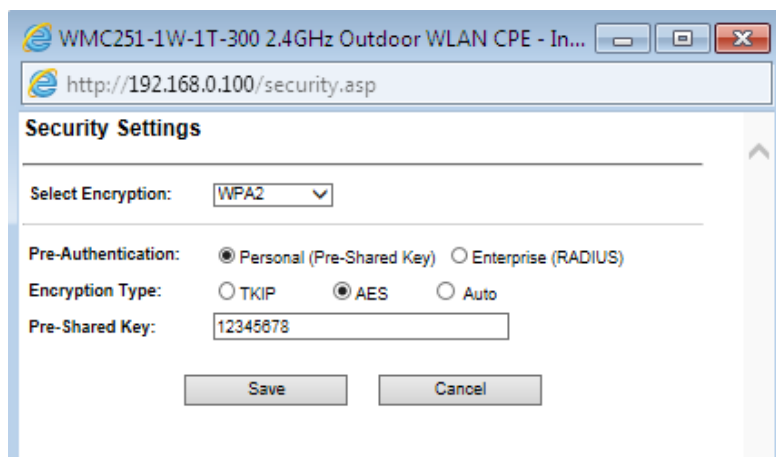 WMC251-1W-1T-300 2.4GHz Outdoor WLAN CPE - In...
http://192.168.0.100/security.asp
Security Settings
Select Encryption: WPA2
Pre-Authentication: Personal (Pre-Shared Key) Enterprise (RADIUS)
Encryption Type: TKIP AES Auto
Pre-Shared Key: 12345678
Save Cancel